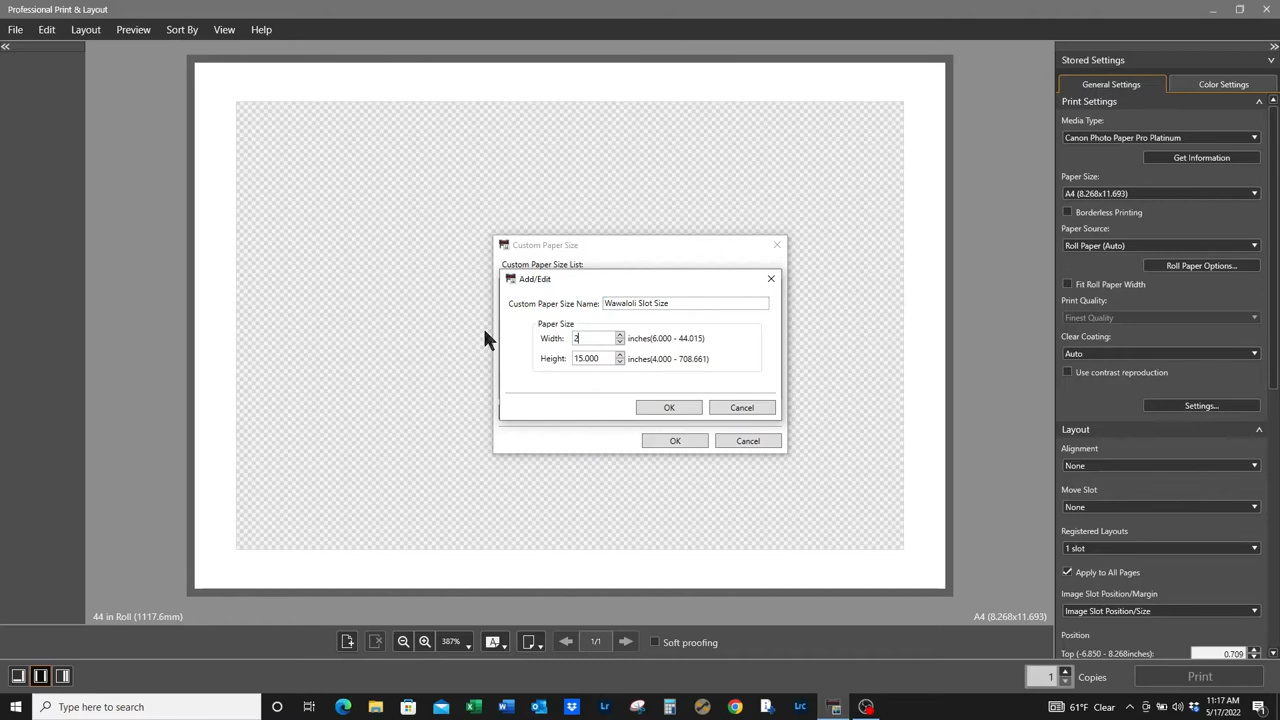 Professional Print & Layout
File Edit Layout Preview Sort By View Help
Stored Settings
General Settings Color Settings
Print Settings
Media Type:
Canon Photo Paper Pro Platinum
Get Information
Paper Size:
A4 (8.268x11.693)
Borderless Printing
Paper Source:
Roll Paper (Auto)
Roll Paper Options...
Fit Roll Paper Width
Print Quality:
Finest Quality
Clear Coating:
Auto
Use contrast reproduction
Settings...
Layout
Alignment
None
Move Slot
None
Registered Layouts
1 slot
Apply to All Pages
Image Slot Position/Margin
Image Slot Position/Size
Position
Top (-6.850 - 8.268inches) 0.709
Custom Paper Size
Custom Paper Size List:
Add/Edit
Custom Paper Size Name: Wawaloli Slot Size
Paper Size
Width: 2 inches(6.000 - 44.015)
Height: 15.000 inches(4.000 - 708.661)
OK Cancel
OK Cancel
44 in Roll (1117.6mm) A4 (8.268x11.693)
387% 1/1 Soft proofing
1 Copies Print
Type here to search
61°F Clear
11:17 AM
5/17/2022